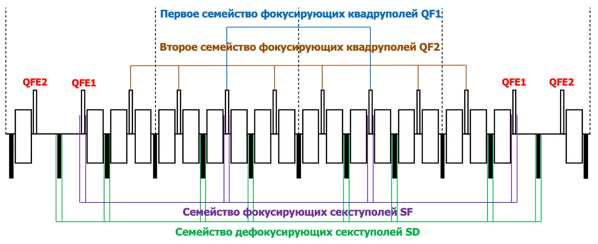 Первое семейство фокусирующих квадруполей QF1
Второе семейство фокусирующих квадруполей QF2
QFE2 QFE1 QFE1 QFE2
Семейство фокусирующих секступолей SF
Семейство дефокусирующих секступолей SD